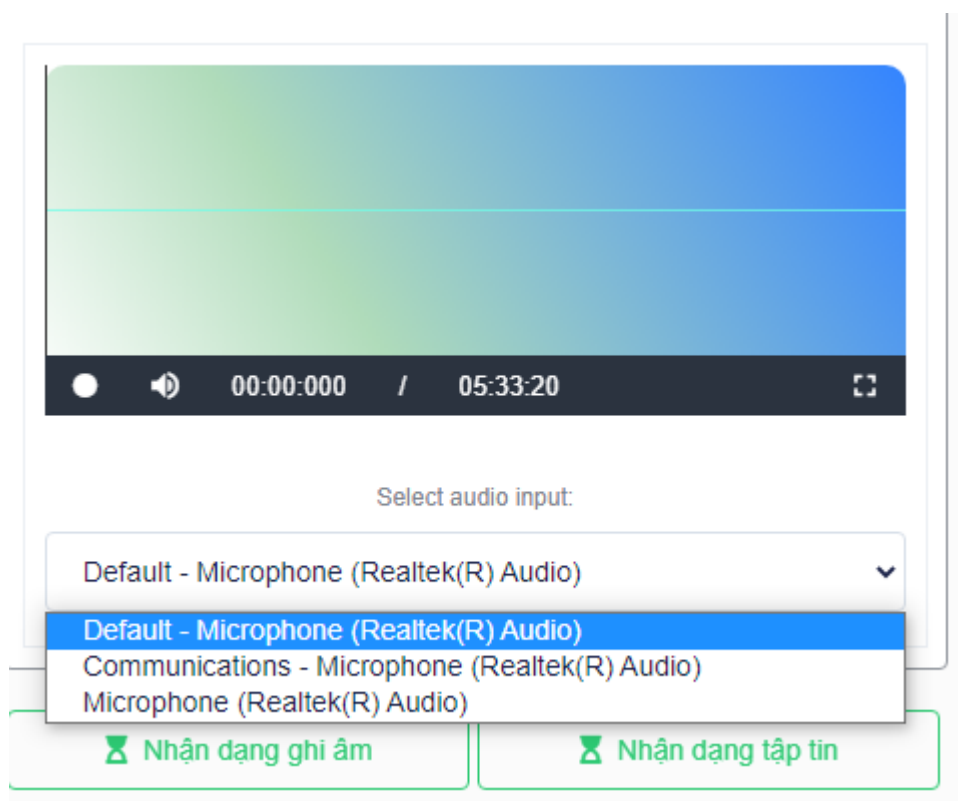 00:00:000 / 05:33:20
Select audio input:
Default - Microphone (Realtek(R) Audio)
Default - Microphone (Realtek(R) Audio)
Communications - Microphone (Realtek(R) Audio)
Microphone (Realtek(R) Audio)
Nhận dạng ghi âm Nhận dạng tập tin